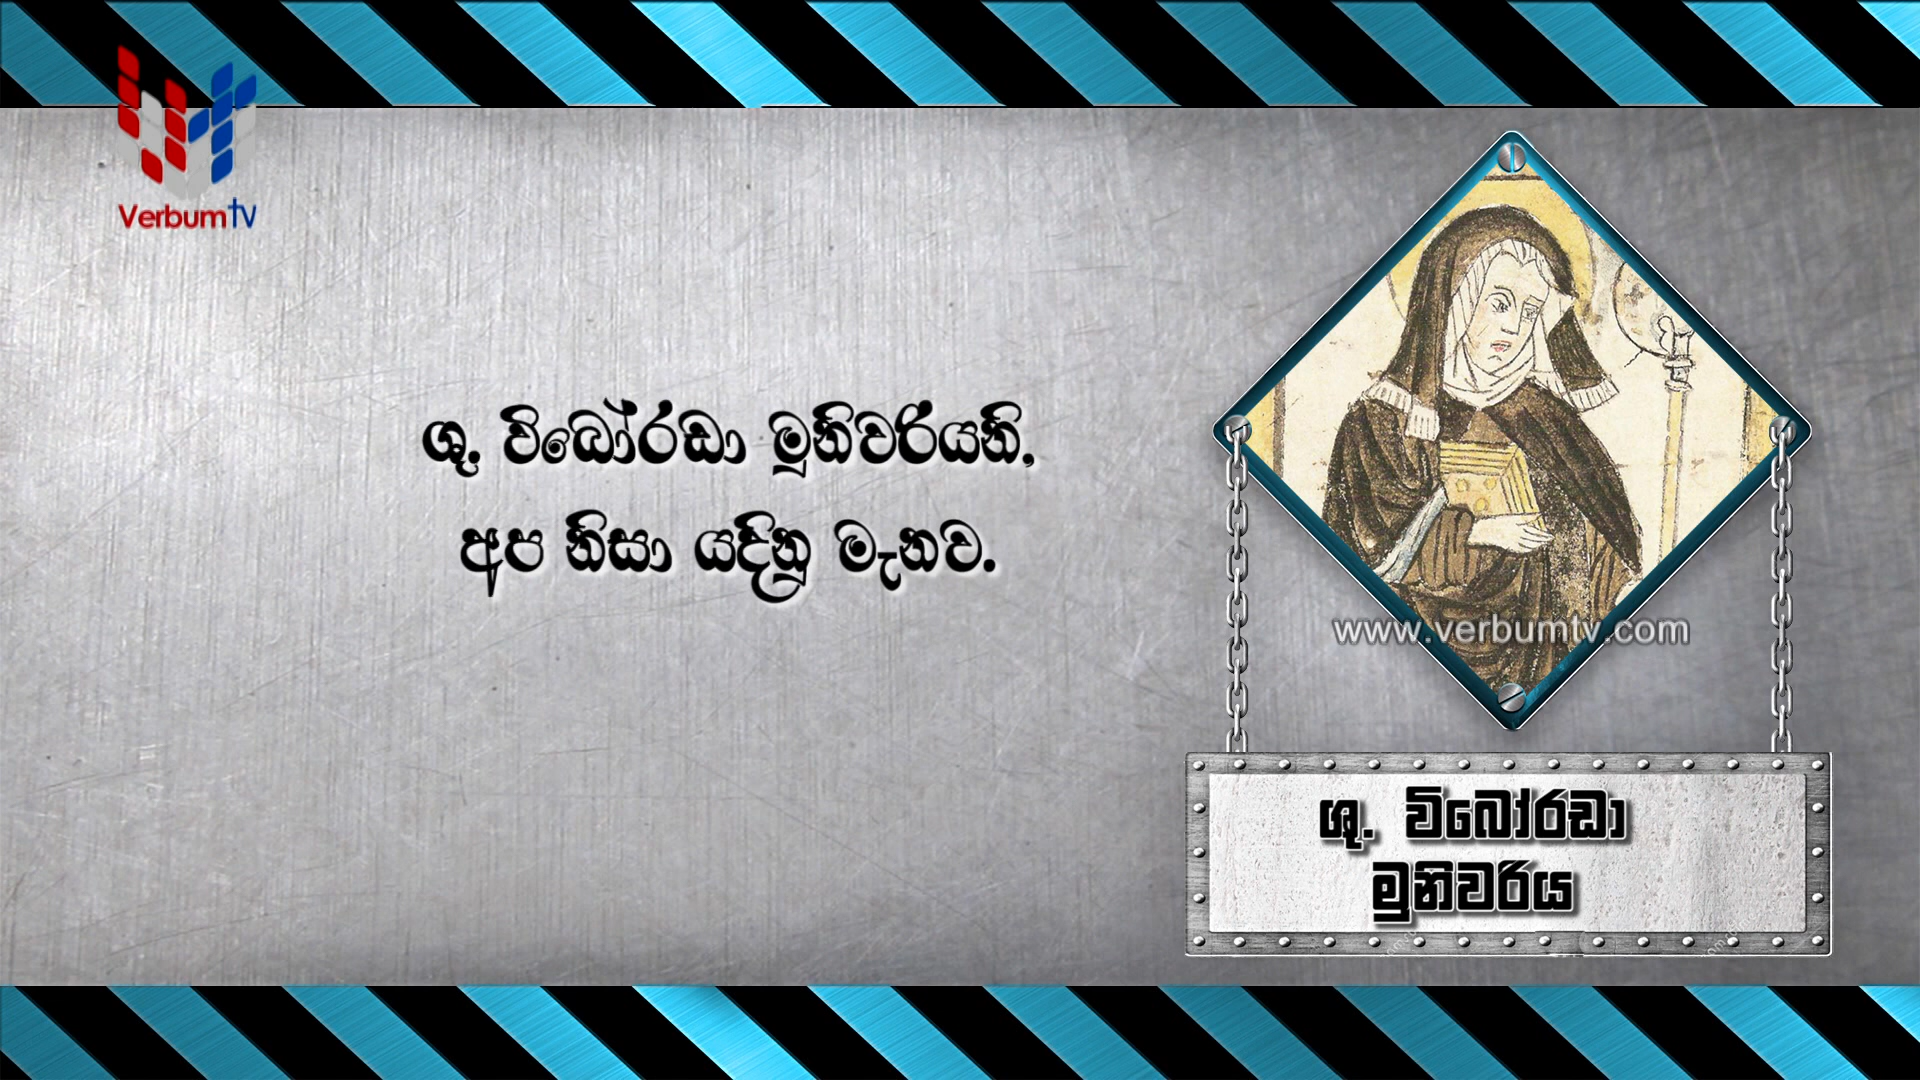 VerbumTV
ශු. විබෝරඩා මුනිවරියනි,
අප නිසා යදිනු මැනව.
www.verbumtv.com
ශු. විබෝරඩා
මුනිවරිය